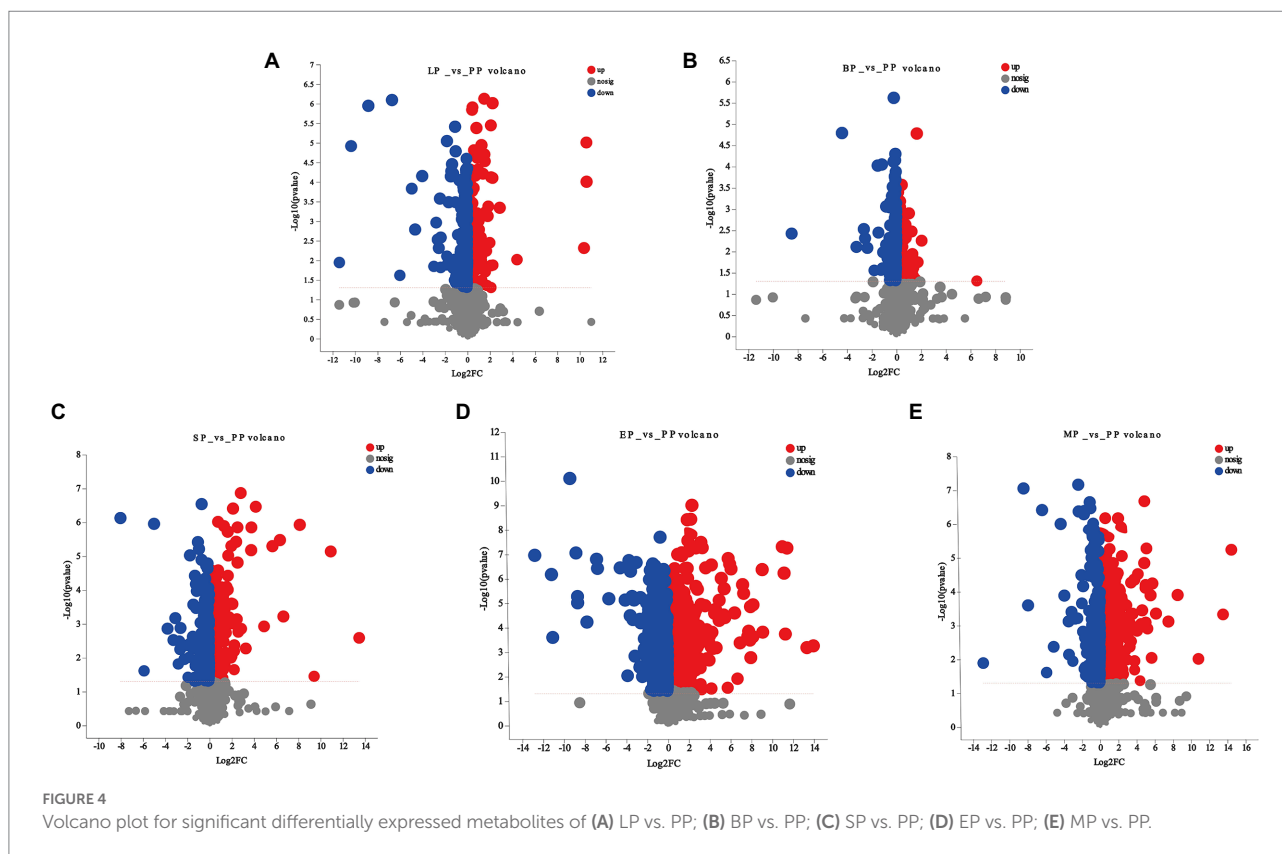 A
LP_vs_PP volcano
up
nosig
down
7
6.5
6
5.5
5
4.5
4
3.5
3
2.5
2
1.5
1
0.5
0
-Log10(pvalue)
-12 -10 -8 -6 -4 -2 0 2 4 6 8 10 12
Log2FC
B
BP_vs_PP volcano
up
nosig
down
6.5
6
5.5
5
4.5
4
3.5
3
2.5
2
1.5
1
0.5
0
-Log10(pvalue)
-12 -10 -8 -6 -4 -2 0 2 4 6 8 10
Log2FC
C
SP_vs_PP volcano
up
nosig
down
8
7
6
5
4
3
2
1
0
-Log10(pvalue)
-10 -8 -6 -4 -2 0 2 4 6 8 10 12 14
Log2FC
D
EP_vs_PP volcano
up
nosig
down
12
11
10
9
8
7
6
5
4
3
2
1
0
-Log10(pvalue)
-14 -12 -10 -8 -6 -4 -2 0 2 4 6 8 10 12 14
Log2FC
E
MP_vs_PP volcano
up
nosig
down
8
7
6
5
4
3
2
1
0
-Log10(pvalue)
-14 -12 -10 -8 -6 -4 -2 0 2 4 6 8 10 12 14 16
Log2FC
FIGURE 4
Volcano plot for significant differentially expressed metabolites of (A) LP vs. PP; (B) BP vs. PP; (C) SP vs. PP; (D) EP vs. PP; (E) MP vs. PP.